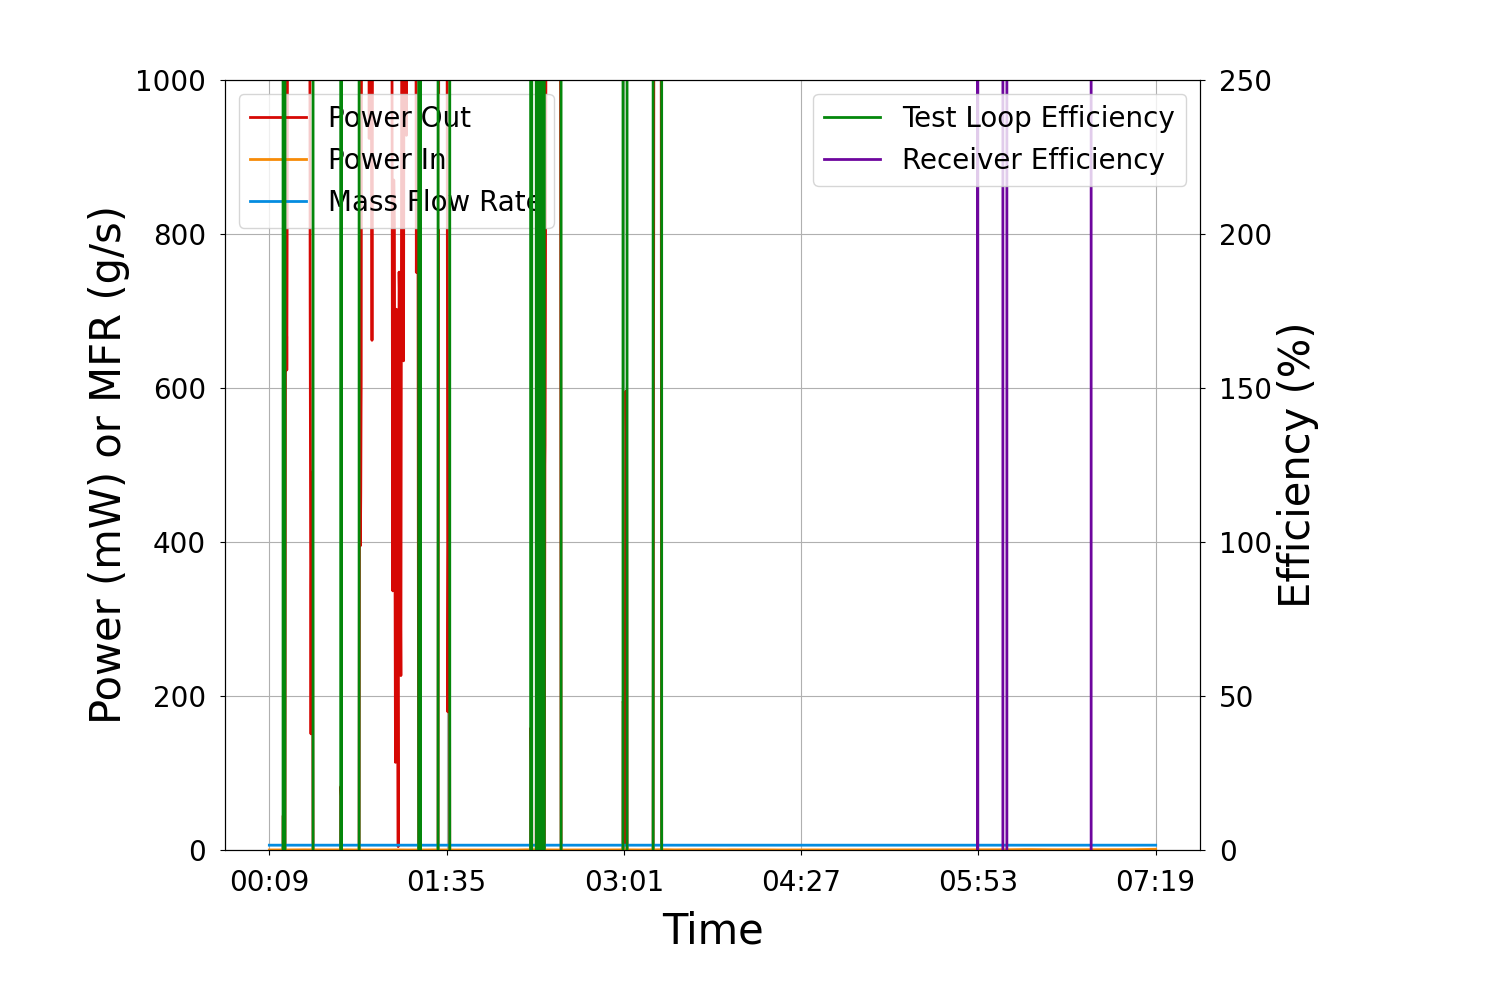 1000
800
600
400
200
0
Power (mW) or MFR (g/s)
Power Out
Power In
Mass Flow Rate
Test Loop Efficiency
Receiver Efficiency
250
200
150
100
50
0
Efficiency (%)
00:09 01:35 03:01 04:27 05:53 07:19
Time